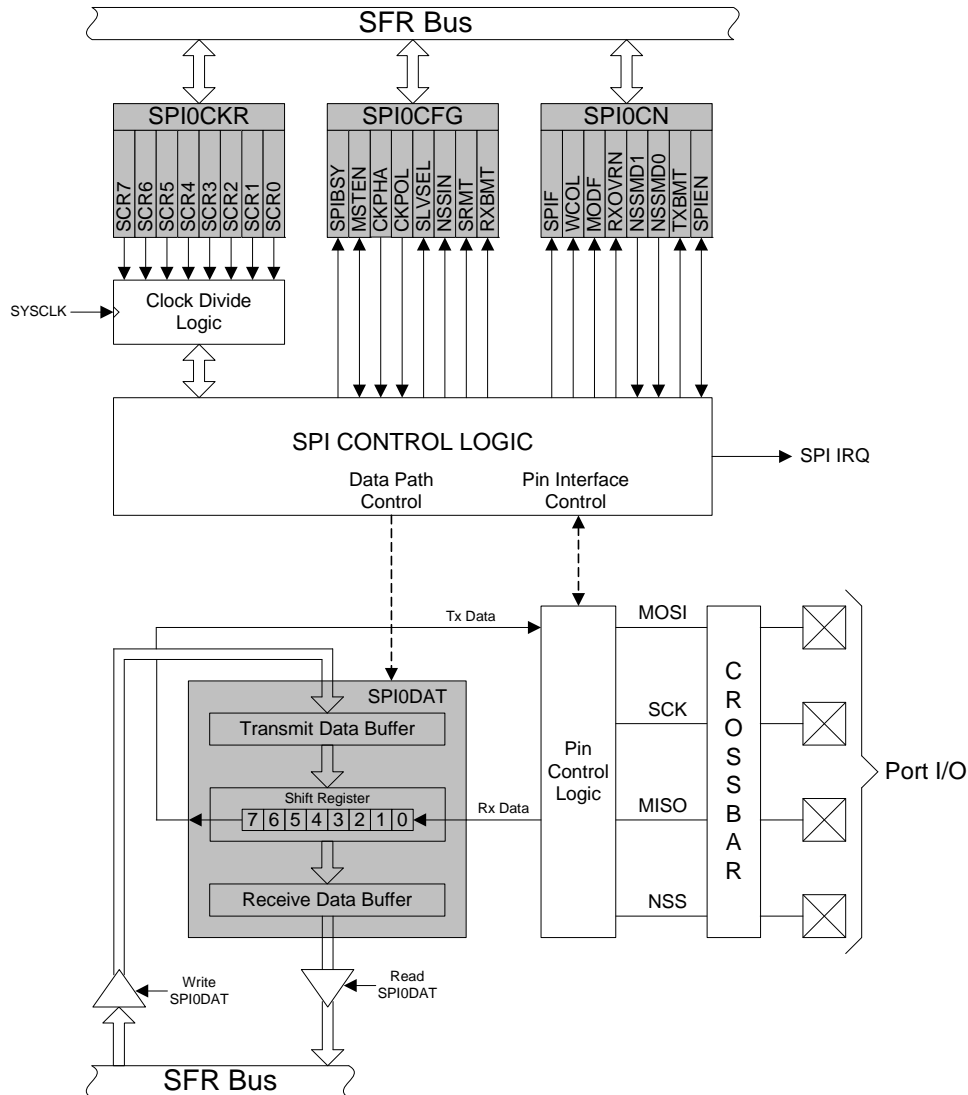 SFR Bus
SPI0CKR
SPI0CFG
SPI0CN
SCR7
SCR6
SCR5
SCR4
SCR3
SCR2
SCR1
SCR0
SPIBSY
MSTEN
CKPHA
CKPOL
SLVSEL
NSSIN
SRMT
RXBMT
SPIF
WCOL
MODF
RXOVRN
NSSMD1
NSSMD0
TXBMT
SPIEN
SYSCLK
Clock Divide
Logic
SPI CONTROL LOGIC
SPI IRQ
Data Path
Control
Pin Interface
Control
Tx Data
MOSI
SPI0DAT
Transmit Data Buffer
SCK
Shift Register
7 6 5 4 3 2 1 0
Rx Data
Pin
Control
Logic
MISO
CROSSBAR
Port I/O
Receive Data Buffer
NSS
Write
SPI0DAT
Read
SPI0DAT
SFR Bus